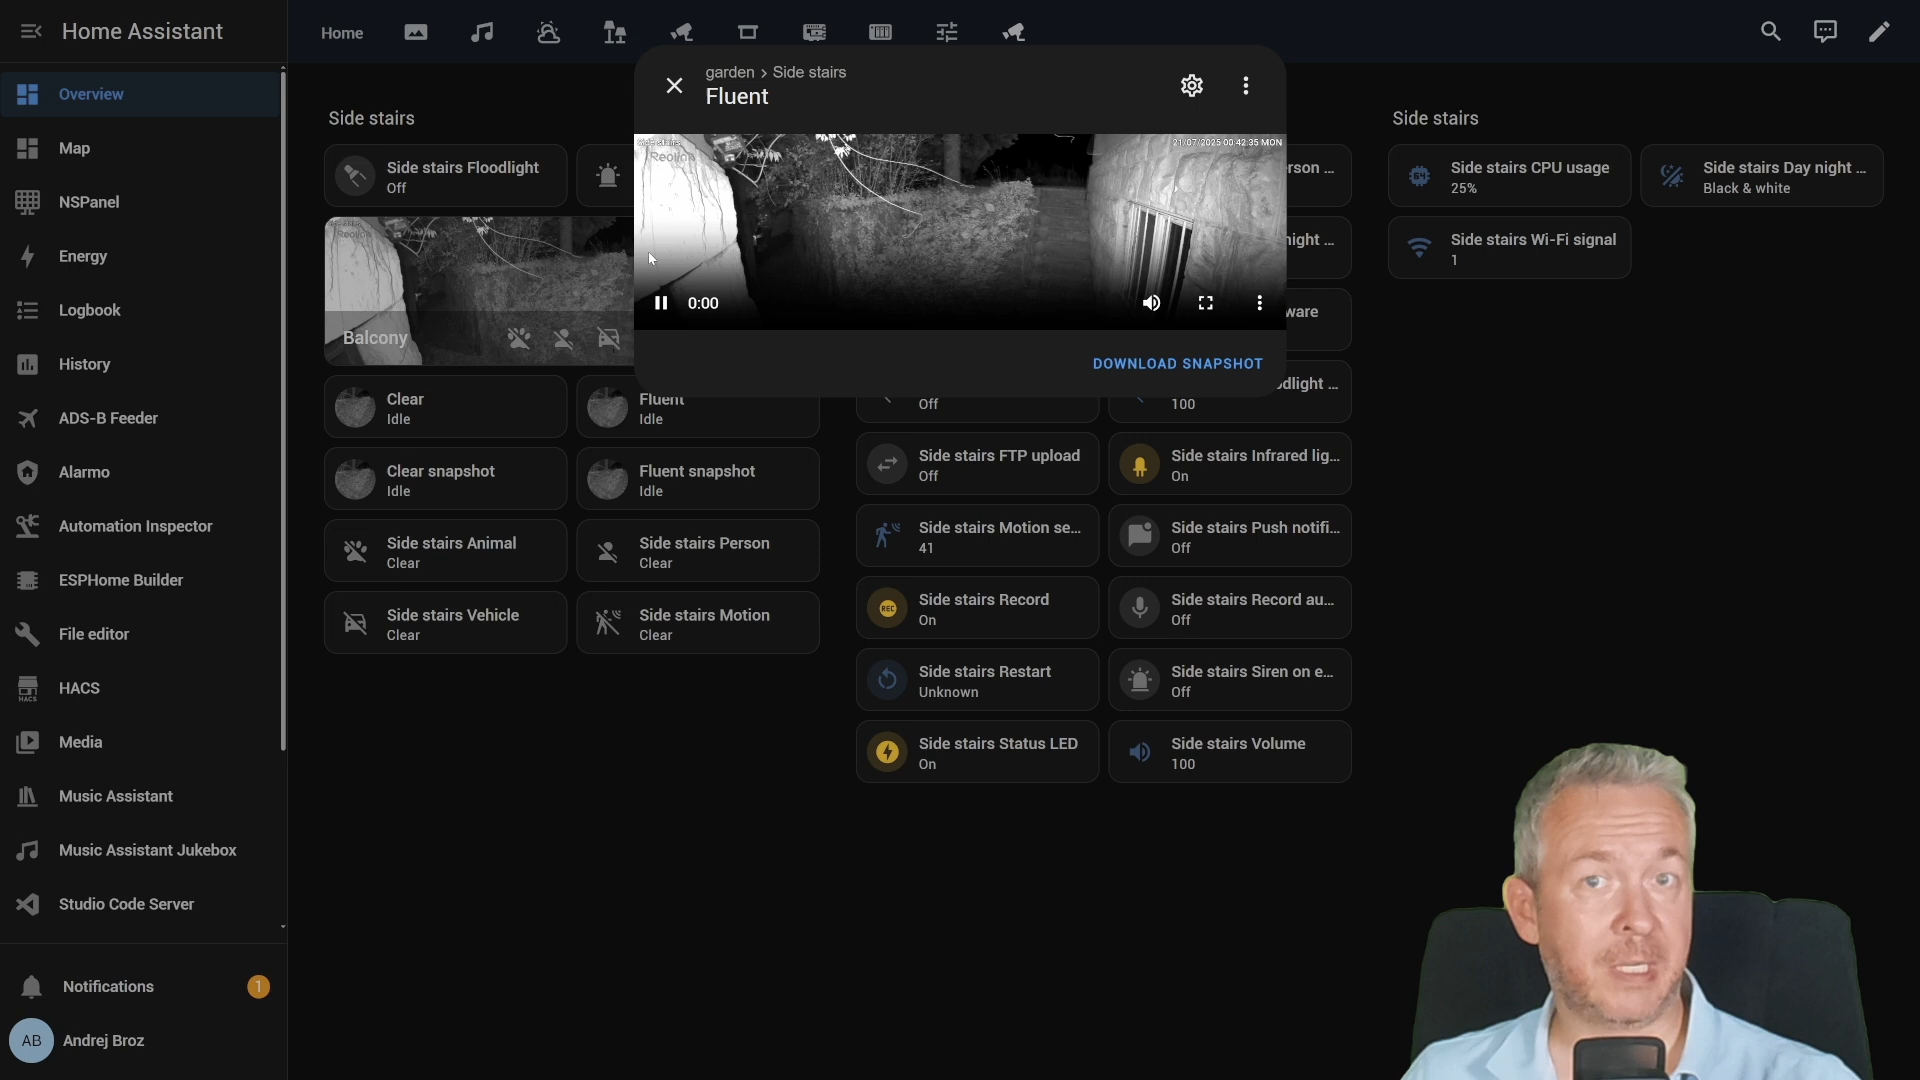 Home Assistant
Overview
Map
NSPanel
Energy
Logbook
History
ADS-B Feeder
Alarmo
Automation Inspector
ESPHome Builder
File editor
HACS
HACS
Media
Music Assistant
Music Assistant Jukebox
Studio Code Server
Notifications
1
AB
Andrej Broz
Home
Side stairs
Side stairs Floodlight
Off
Reolink
Balcony
Clear
Idle
Fluent
Idle
Clear snapshot
Idle
Fluent snapshot
Idle
Side stairs Animal
Clear
Side stairs Person
Clear
Side stairs Vehicle
Clear
Side stairs Motion
Clear
garden > Side stairs
Fluent
Side stairs
Reolink
21/07/2025 00:42:35 MON
0:00
DOWNLOAD SNAPSHOT
rson ...
night ...
ware
Off
dlight ...
100
Side stairs FTP upload
Off
Side stairs Infrared lig...
On
Side stairs Motion se...
41
Side stairs Push notifi...
Off
REC
Side stairs Record
On
Side stairs Record au...
Off
Side stairs Restart
Unknown
Side stairs Siren on e...
Off
Side stairs Status LED
On
Side stairs Volume
100
Side stairs
64
Side stairs CPU usage
25%
Side stairs Day night ...
Black & white
Side stairs Wi-Fi signal
1